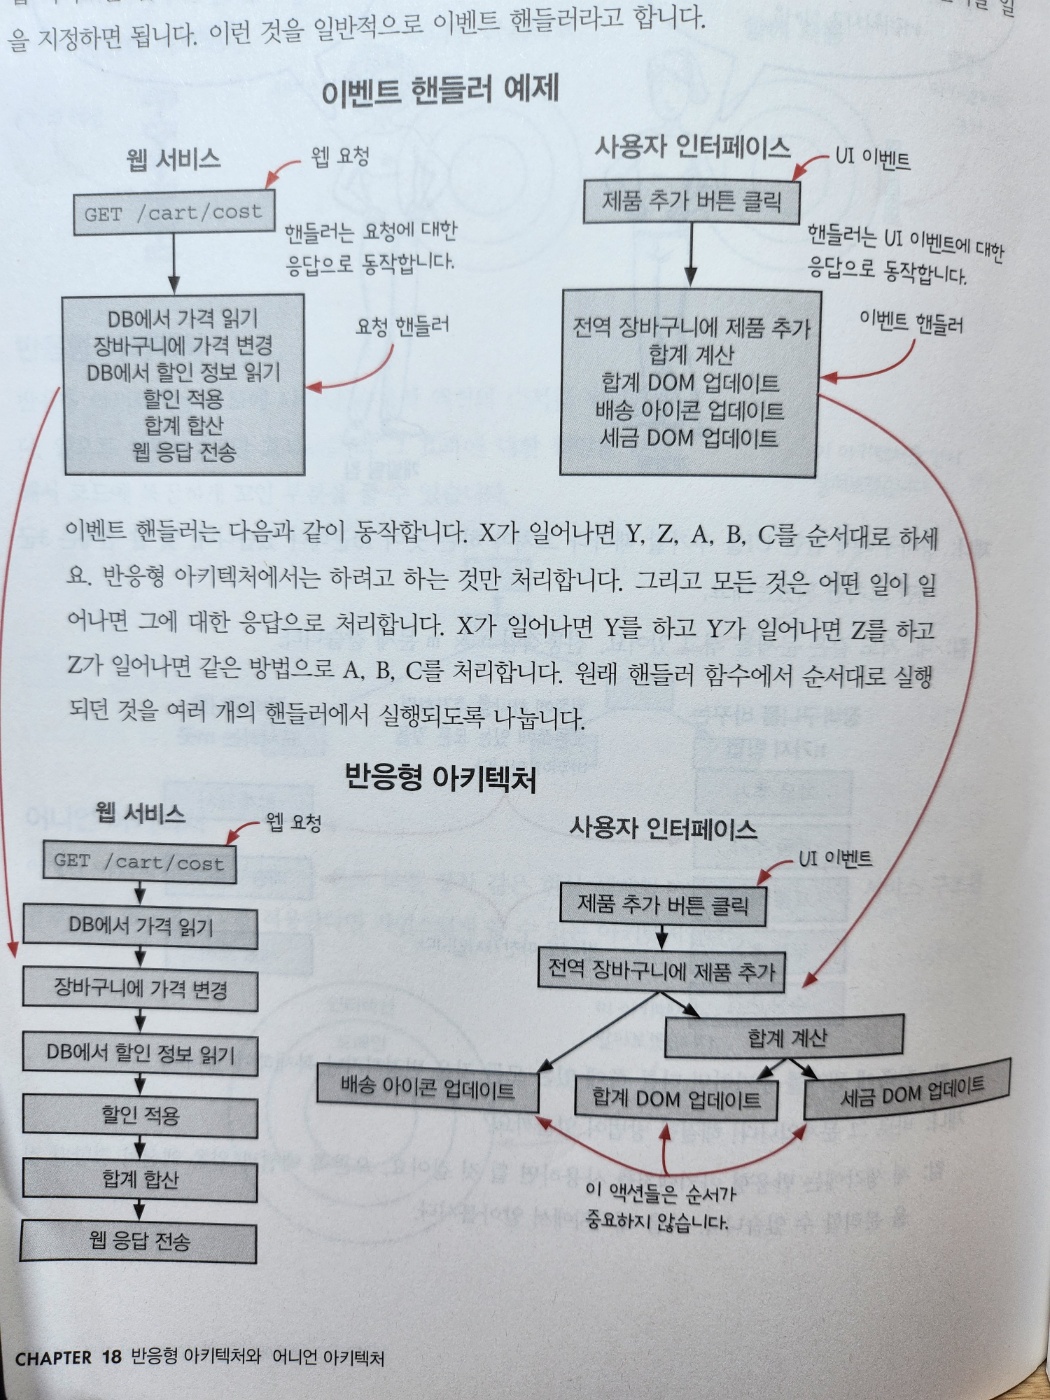 을 지정하면 됩니다. 이런 것을 일반적으로 이벤트 핸들러라고 합니다.
이벤트 핸들러 예제
웹 서비스
웹 요청
GET /cart/cost
핸들러는 요청에 대한
응답으로 동작합니다.
DB에서 가격 읽기
장바구니에 가격 변경
DB에서 할인 정보 읽기
할인 적용
합계 합산
웹 응답 전송
요청 핸들러
사용자 인터페이스
UI 이벤트
제품 추가 버튼 클릭
핸들러는 UI 이벤트에 대한
응답으로 동작합니다.
전역 장바구니에 제품 추가
합계 계산
합계 DOM 업데이트
배송 아이콘 업데이트
세금 DOM 업데이트
이벤트 핸들러
이벤트 핸들러는 다음과 같이 동작합니다. X가 일어나면 Y, Z, A, B, C를 순서대로 하세
요. 반응형 아키텍처에서는 하려고 하는 것만 처리합니다. 그리고 모든 것은 어떤 일이 일
어나면 그에 대한 응답으로 처리합니다. X가 일어나면 Y를 하고 Y가 일어나면 Z를 하고
Z가 일어나면 같은 방법으로 A, B, C를 처리합니다. 원래 핸들러 함수에서 순서대로 실행
되던 것을 여러 개의 핸들러에서 실행되도록 나눕니다.
반응형 아키텍처
웹 서비스
웹 요청
GET /cart/cost
DB에서 가격 읽기
장바구니에 가격 변경
DB에서 할인 정보 읽기
할인 적용
합계 합산
웹 응답 전송
사용자 인터페이스
UI 이벤트
제품 추가 버튼 클릭
전역 장바구니에 제품 추가
합계 계산
배송 아이콘 업데이트
합계 DOM 업데이트
세금 DOM 업데이트
이 액션들은 순서가
중요하지 않습니다.
CHAPTER 18 반응형 아키텍처와 어니언 아키텍처